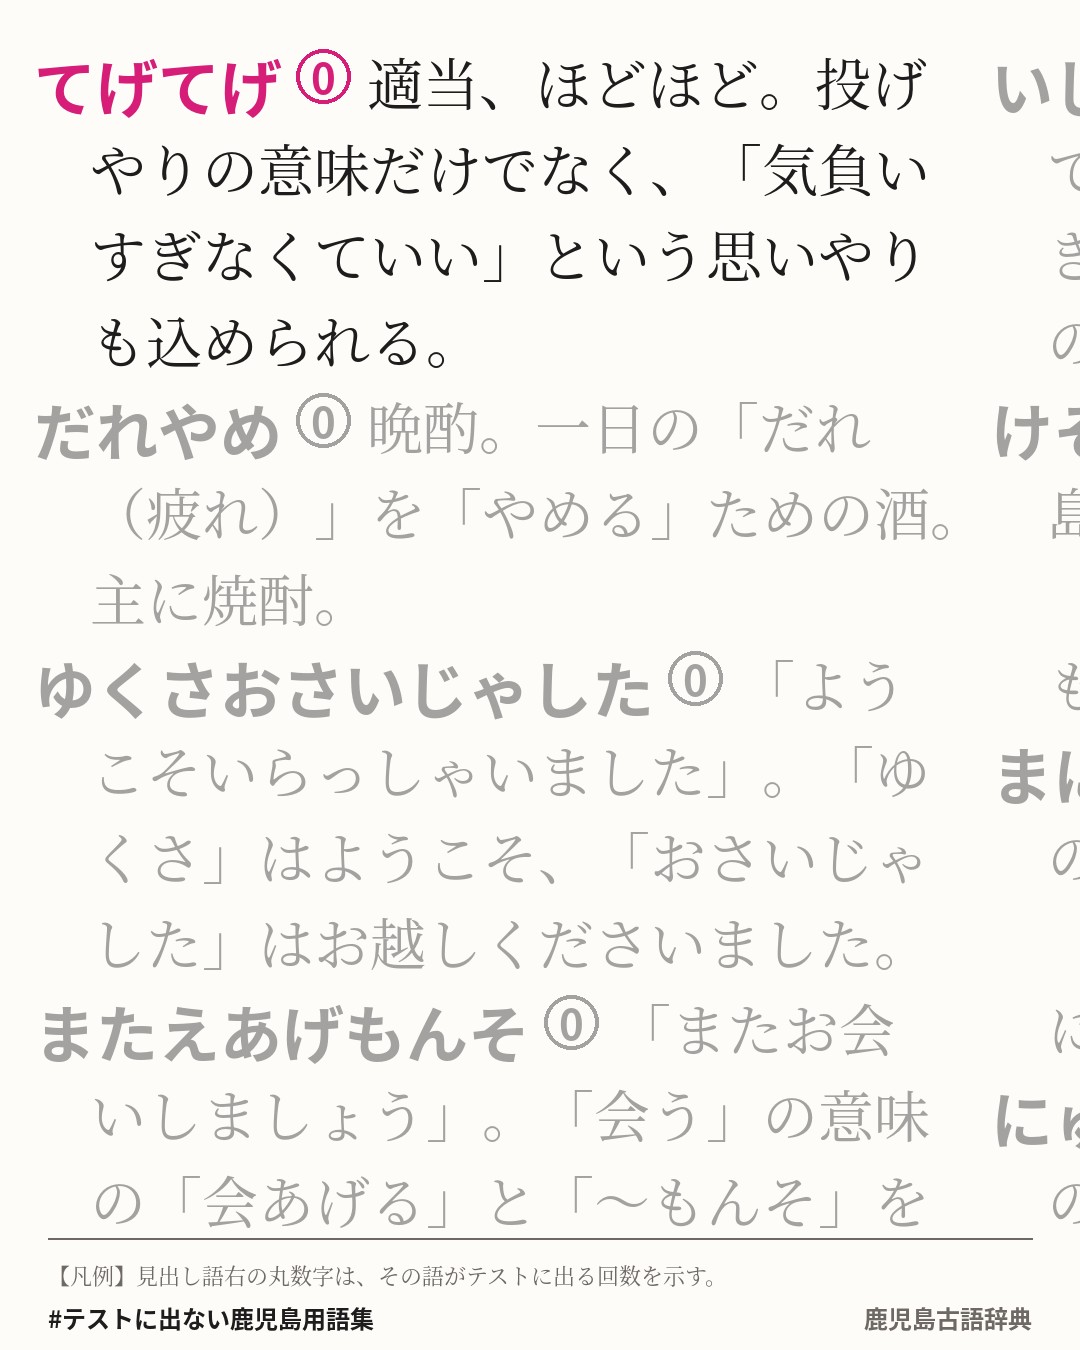 てげてげ ⓪ 適当、ほどほど。投げ
やりの意味だけでなく、「気負い
すぎなくていい」という思いやり
も込められる。
だれやめ ⓪ 晩酌。一日の「だれ
（疲れ）」を「やめる」ための酒。
主に焼酎。
ゆくさおさいじゃした ⓪ 「よう
こそいらっしゃいました」。「ゆ
くさ」はようこそ、「おさいじゃ
した」はお越しくださいました。
またえあげもんそ ⓪ 「またお会
いしましょう」。「会う」の意味
の「会あげる」と「〜もんそ」を
【凡例】見出し語右の丸数字は、その語がテストに出る回数を示す。
#テストに出ない鹿児島用語集
鹿児島古語辞典